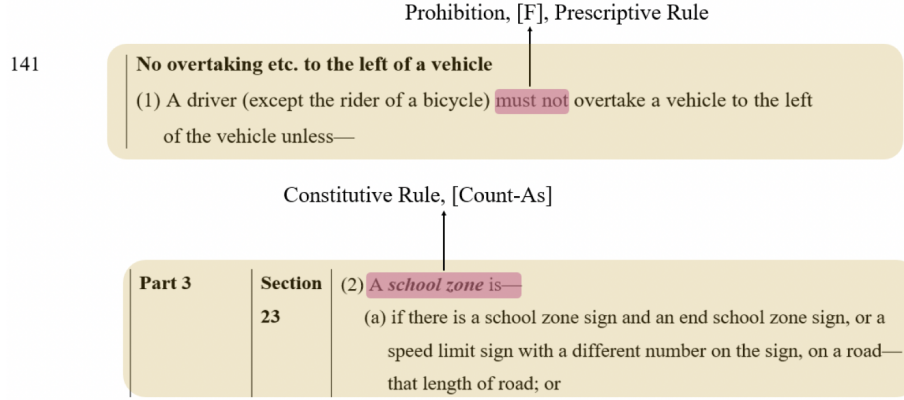 Prohibition, [F], Prescriptive Rule
141
No overtaking etc. to the left of a vehicle
(1) A driver (except the rider of a bicycle) must not overtake a vehicle to the left
of the vehicle unless—
Constitutive Rule, [Count-As]
Part 3 Section (2) A school zone is—
23 (a) if there is a school zone sign and an end school zone sign, or a
speed limit sign with a different number on the sign, on a road—
that length of road; or